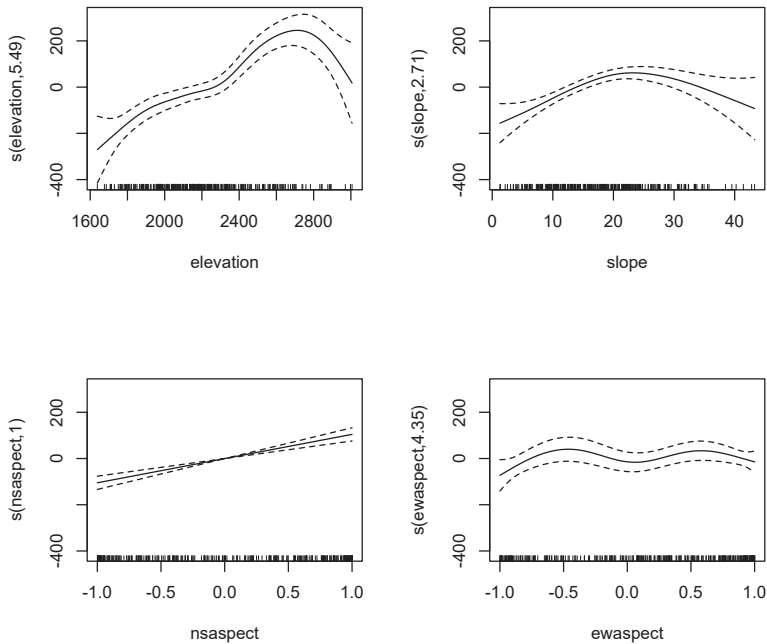 s(elevation,5.49)
200
0
-400
1600 2000 2400 2800
elevation
s(slope,2.71)
200
0
-400
0 10 20 30 40
slope
s(nsaspect,1)
200
0
-400
-1.0 -0.5 0.0 0.5 1.0
nsaspect
s(ewaspect,4.35)
200
0
-400
-1.0 -0.5 0.0 0.5 1.0
ewaspect